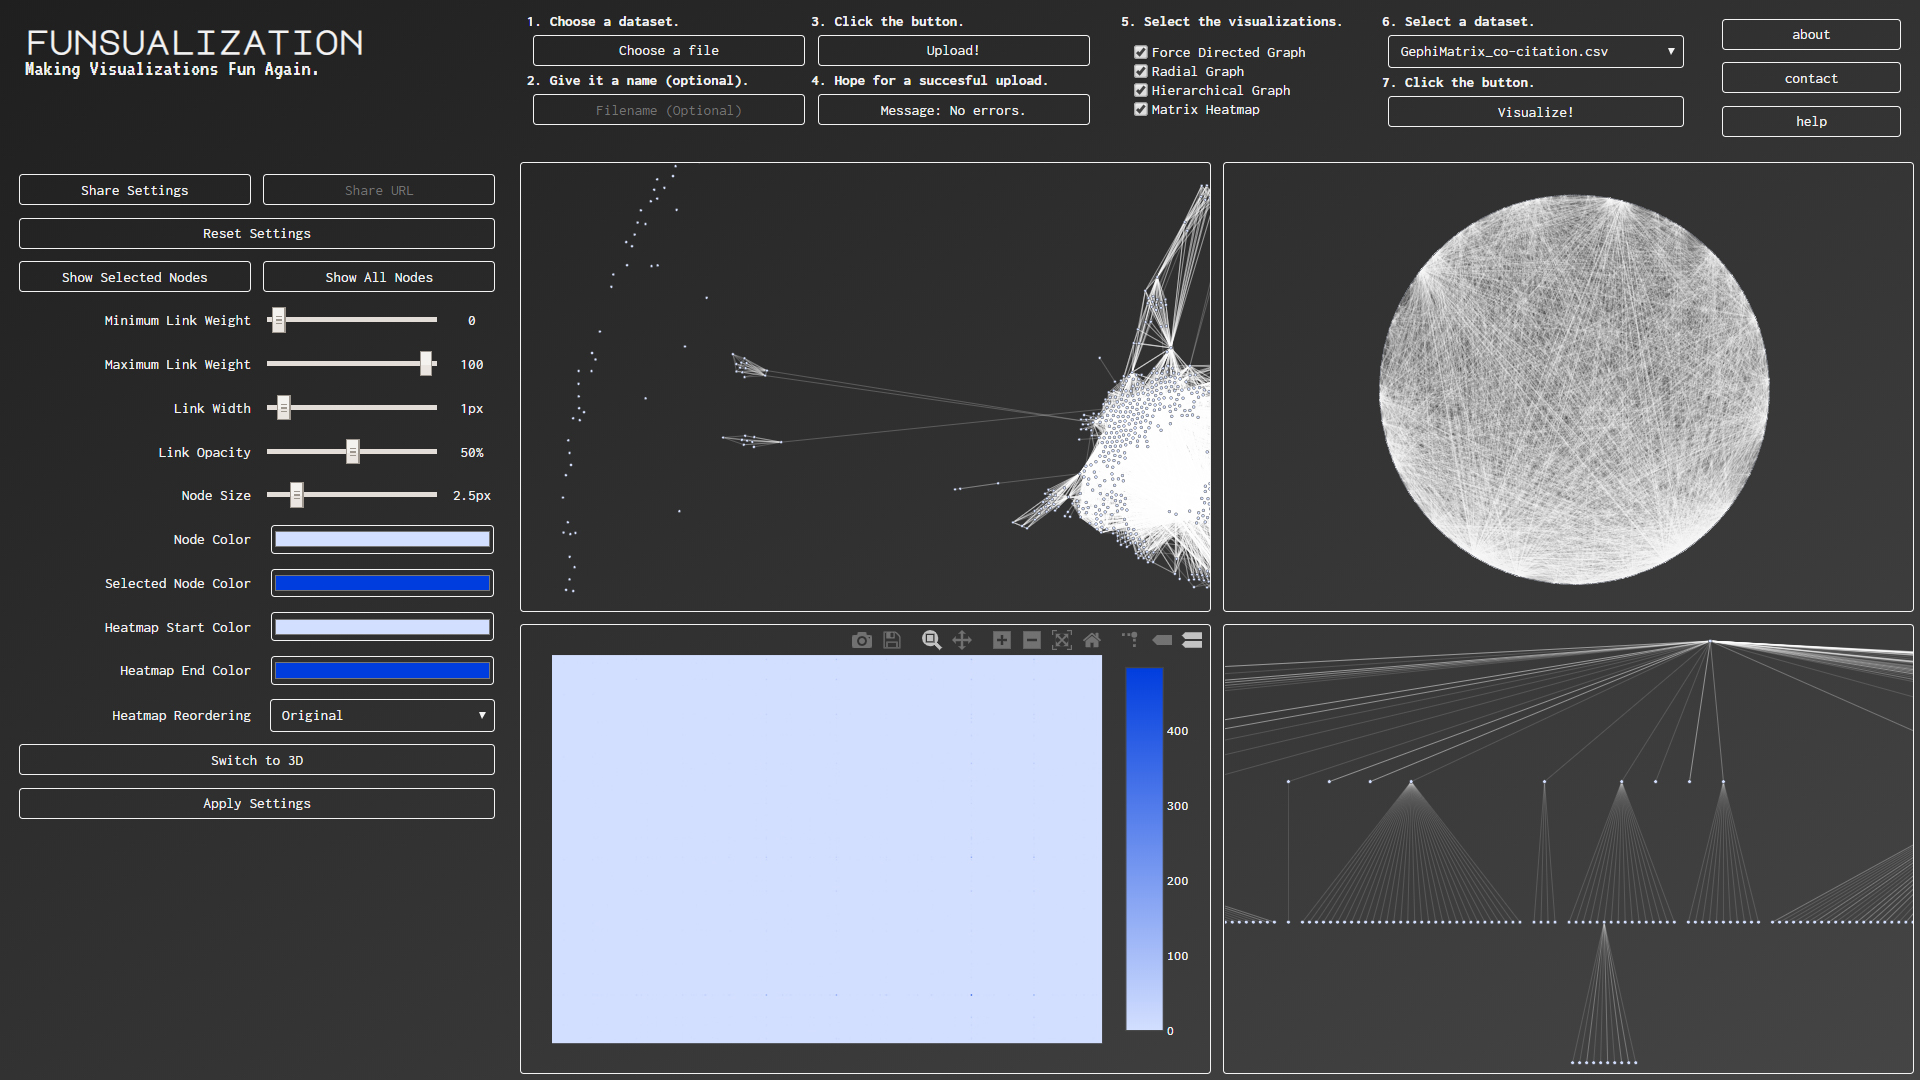 FUNSUALIZATION
Making Visualizations Fun Again.
1. Choose a dataset.
Choose a file
2. Give it a name (optional).
Filename (Optional)
3. Click the button.
Upload!
4. Hope for a succesful upload.
Message: No errors.
5. Select the visualizations.
Force Directed Graph
Radial Graph
Hierarchical Graph
Matrix Heatmap
6. Select a dataset.
GephiMatrix_co-citation.csv
7. Click the button.
Visualize!
about
contact
help
Share Settings
Share URL
Reset Settings
Show Selected Nodes
Show All Nodes
Minimum Link Weight 0
Maximum Link Weight 100
Link Width 1px
Link Opacity 50%
Node Size 2.5px
Node Color
Selected Node Color
Heatmap Start Color
Heatmap End Color
Heatmap Reordering Original
Switch to 3D
Apply Settings
400
300
200
100
0